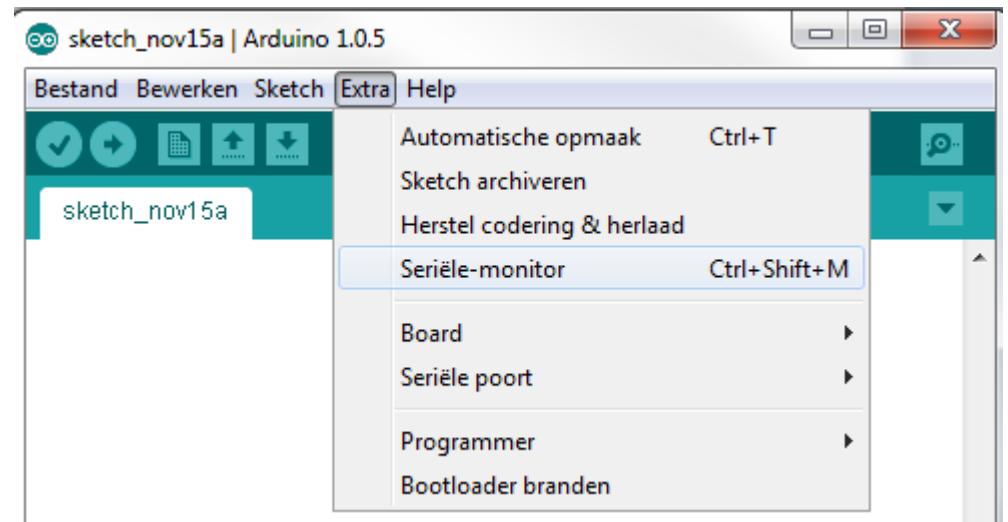 sketch_nov15a | Arduino 1.0.5
Bestand Bewerken Sketch Extra Help
Automatische opmaak Ctrl+T
Sketch archiveren
sketch_nov15a
Herstel codering & herlaad
Seriële-monitor Ctrl+Shift+M
Board
Seriële poort
Programmer
Bootloader branden